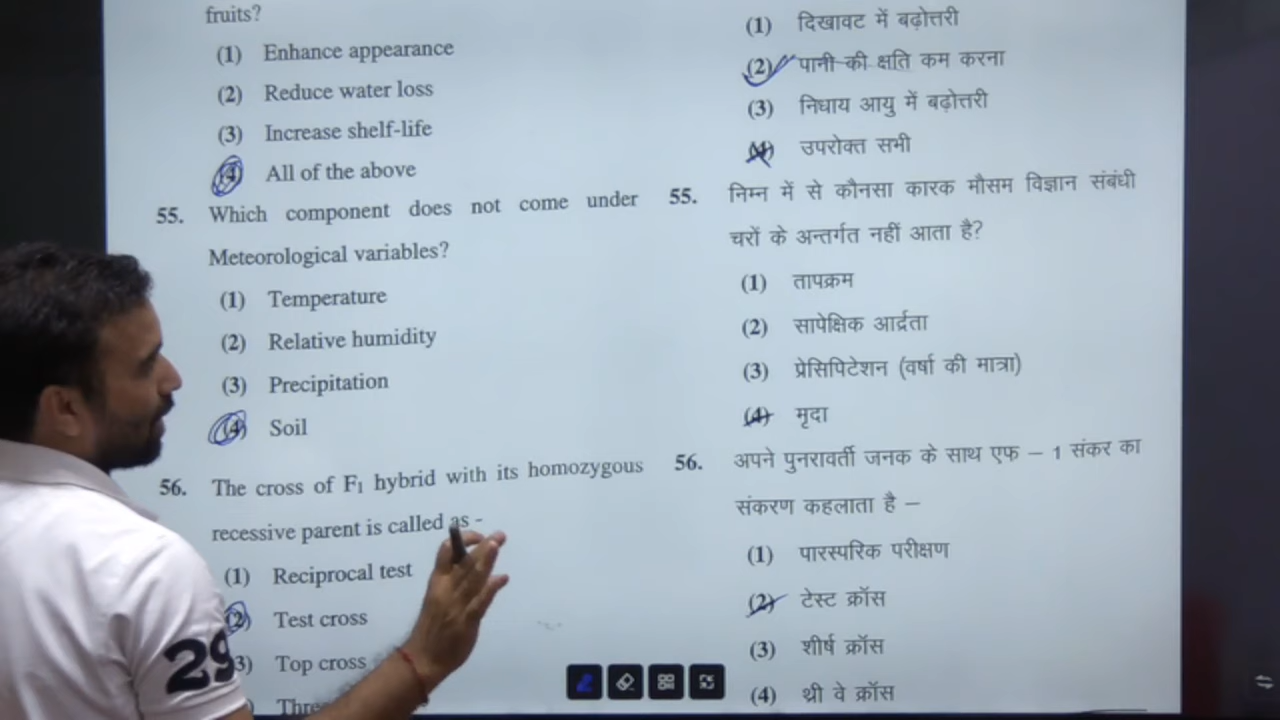 fruits?
(1) Enhance appearance
(2) Reduce water loss
(3) Increase shelf-life
(4) All of the above
55. Which component does not come under
Meteorological variables?
(1) Temperature
(2) Relative humidity
(3) Precipitation
(4) Soil
56. The cross of F₁ hybrid with its homozygous
recessive parent is called as -
(1) Reciprocal test
(2) Test cross
3) Top cross
)
(1) दिखावट में बढ़ोत्तरी
(2) पानी की क्षति कम करना
(3) निधाय आयु में बढ़ोत्तरी
(4) उपरोक्त सभी
55. निम्न में से कौनसा कारक मौसम विज्ञान संबंधी
चरों के अन्तर्गत नहीं आता है?
(1) तापक्रम
(2) सापेक्षिक आर्द्रता
(3) प्रेसिपिटेशन (वर्षा की मात्रा)
(4) मृदा
56. अपने पुनरावर्ती जनक के साथ एफ – 1 संकर का
संकरण कहलाता है –
(1) पारस्परिक परीक्षण
(2) टेस्ट क्रॉस
(3) शीर्ष क्रॉस
(4) थ्री वे क्रॉस
29